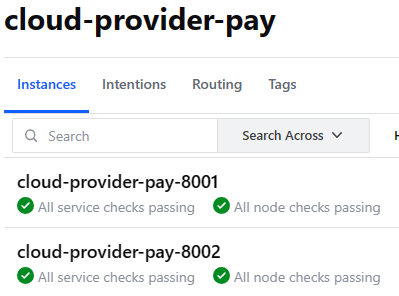 cloud-provider-pay
Instances Intentions Routing Tags
Search Search Across
cloud-provider-pay-8001
All service checks passing All node checks passing
cloud-provider-pay-8002
All service checks passing All node checks passing